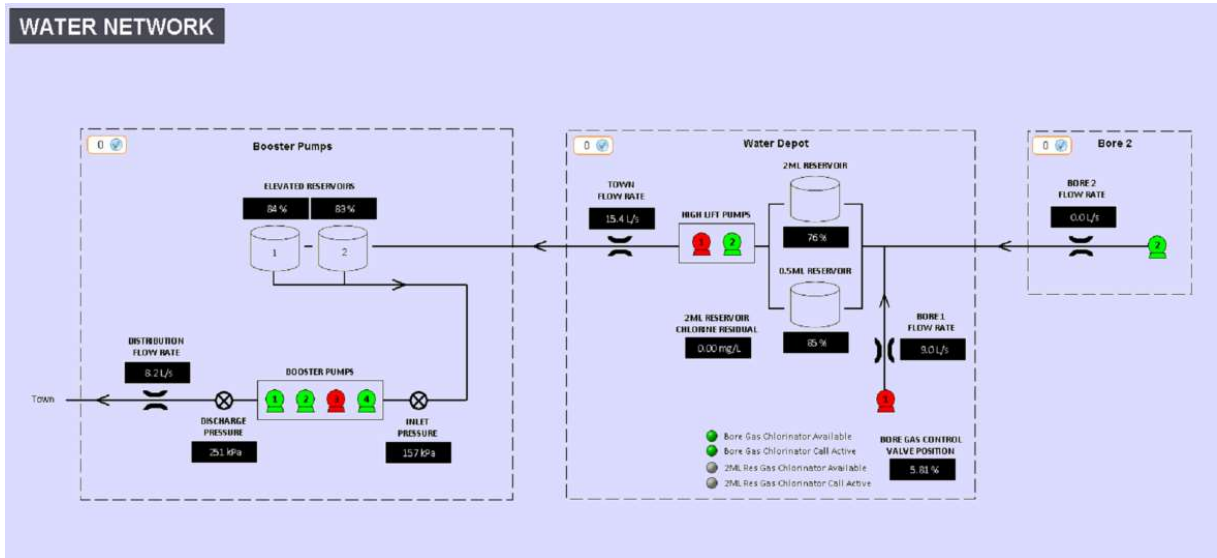 WATER NETWORK
0
Booster Pumps
ELEVATED RESERVOIRS
84 %
83 %
1
2
DISTRIBUTION
FLOW RATE
8.2 L/s
Town
BOOSTER PUMPS
1
2
3
4
DISCHARGE
PRESSURE
251 kPa
INLET
PRESSURE
157 kPa
0
Water Depot
TOWN
FLOW RATE
15.4 L/s
HIGH LIFT PUMPS
1
2
2ML RESERVOIR
76 %
0.5ML RESERVOIR
85 %
2ML RESERVOIR
CHLORINE RESIDUAL
0.00 mg/L
BORE 1
FLOW RATE
9.0 L/s
1
Bore Gas Chlorinator Available
Bore Gas Chlorinator Call Active
2ML Res Gas Chlorinator Available
2ML Res Gas Chlorinator Call Active
BORE GAS CONTROL
VALVE POSITION
5.81 %
0
Bore 2
BORE 2
FLOW RATE
0.0 L/s
2